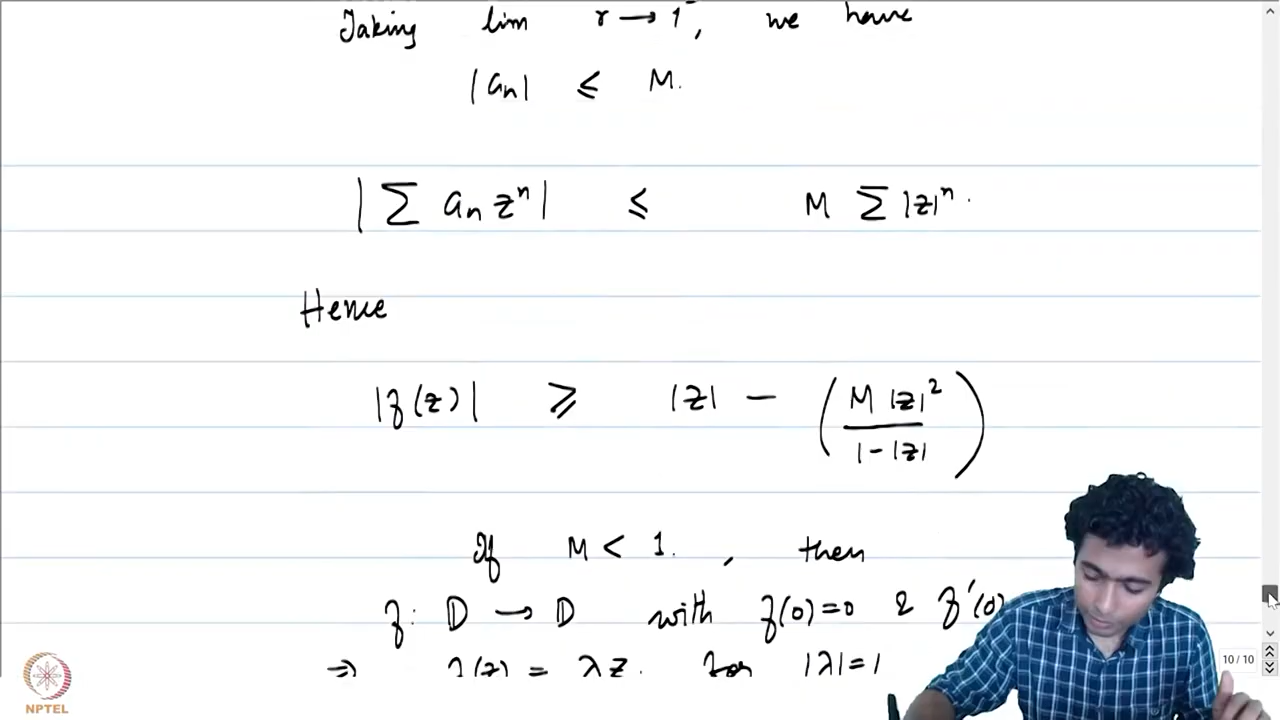 Taking lim r → 1⁻, we have
|aₙ| ≤ M.
|∑ aₙ zⁿ| ≤ M ∑ |z|ⁿ.
Hence
|f(z)| ≥ |z| − (M |z|² / 1−|z|)
If M < 1. , then
f: D → D with f(0)=0 & f′(0)
⇒ f(z) = λz. for |λ|=1
10 / 10
NPTEL